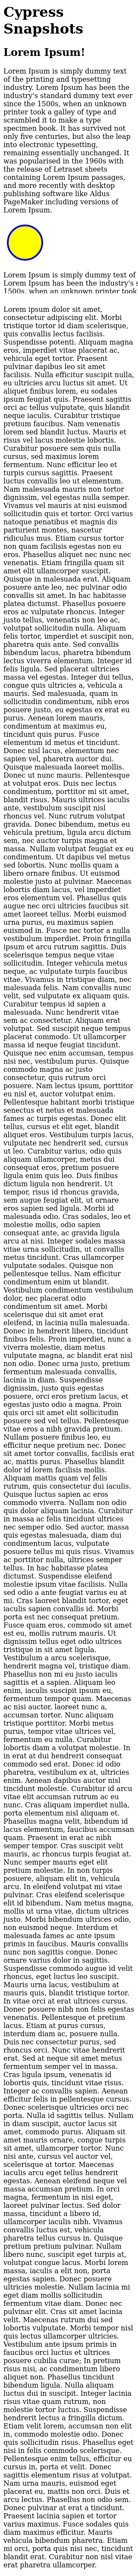 Cypress
Snapshots
Lorem Ipsum!
Lorem Ipsum is simply dummy text
of the printing and typesetting
industry. Lorem Ipsum has been the
industry's standard dummy text ever
since the 1500s, when an unknown
printer took a galley of type and
scrambled it to make a type
specimen book. It has survived not
only five centuries, but also the leap
into electronic typesetting,
remaining essentially unchanged. It
was popularised in the 1960s with
the release of Letraset sheets
containing Lorem Ipsum passages,
and more recently with desktop
publishing software like Aldus
PageMaker including versions of
Lorem Ipsum.
Lorem Ipsum is simply dummy text of
Lorem Ipsum has been the industry's s
1500s, when an unknown printer took
Lorem ipsum dolor sit amet,
consectetur adipiscing elit. Morbi
tristique tortor id diam scelerisque,
quis convallis lectus facilisis.
Suspendisse potenti. Aliquam magna
eros, imperdiet vitae placerat ac,
vehicula eget tortor. Praesent
pulvinar dapibus leo sit amet
facilisis. Nulla efficitur suscipit nulla,
eu ultricies arcu luctus sit amet. Ut
aliquet finibus lorem, eu sodales
ipsum feugiat quis. Praesent sagittis
orci ac tellus vulputate, quis blandit
neque iaculis. Curabitur tristique
pretium faucibus. Nam venenatis
lorem sed blandit luctus. Mauris et
risus vel lacus molestie lobortis.
Curabitur posuere sem quis nulla
cursus, sed maximus lorem
fermentum. Nunc efficitur leo et
turpis cursus sagittis. Praesent
luctus convallis leo ut elementum.
Nam malesuada mauris non tortor
dignissim, vel egestas nulla semper.
Vivamus vel mauris at nisi euismod
sollicitudin quis et tortor. Orci varius
natoque penatibus et magnis dis
parturient montes, nascetur
ridiculus mus. Etiam cursus tortor
non quam facilisis egestas non eu
eros. Phasellus aliquet nec nunc nec
venenatis. Etiam fringilla quam sit
amet elit ullamcorper suscipit.
Quisque in malesuada erat. Aliquam
posuere ante leo, nec pulvinar odio
convallis sit amet. In hac habitasse
platea dictumst. Phasellus posuere
eros ac vulputate rhoncus. Integer
justo tellus, venenatis non leo ac,
volutpat sollicitudin nulla. Aliquam
felis tortor, imperdiet et suscipit non,
pharetra quis ante. Sed convallis
bibendum lacus, pharetra bibendum
lectus viverra elementum. Integer id
felis ligula. Sed placerat ultricies
massa vel egestas. Integer dui tellus,
congue quis ultricies a, vehicula a
mauris. Sed malesuada, quam in
sollicitudin condimentum, nibh eros
posuere justo, eu egestas ex erat eu
purus. Aenean lorem mauris,
condimentum at maximus eu,
tincidunt quis purus. Fusce
elementum id metus et tincidunt.
Donec nisl lacus, elementum nec
sapien vel, pharetra auctor dui.
Quisque malesuada laoreet mollis.
Donec ut nunc mauris. Pellentesque
at volutpat eros. Duis nec lectus
condimentum, porttitor mi sit amet,
blandit risus. Mauris ultrices iaculis
ante, vestibulum suscipit nisl
rhoncus vel. Nunc rutrum volutpat
gravida. Donec bibendum, metus eu
vehicula pretium, ligula arcu dictum
sem, nec auctor turpis magna et
massa. Nullam volutpat feugiat ex eu
condimentum. Ut dapibus vel metus
sed lobortis. Nunc mollis quam a
libero ornare finibus. Ut euismod
molestie justo at pulvinar. Maecenas
lobortis diam lacus, vel imperdiet
eros elementum vel. Phasellus quis
augue nec orci ultricies faucibus sit
amet laoreet tellus. Morbi euismod
urna purus, eu maximus sapien
euismod in. Fusce nec tortor a nulla
vestibulum imperdiet. Proin fringilla
ipsum et arcu rutrum sagittis. Duis
scelerisque tempus neque vitae
sollicitudin. Integer vehicula metus
neque, ac vulputate turpis faucibus
vitae. Vivamus in tristique diam, nec
malesuada felis. Nam convallis nunc
velit, sed vulputate ex aliquam quis.
Curabitur tempus id sapien a
malesuada. Nunc hendrerit vitae
sem ac consectetur. Aliquam erat
volutpat. Sed suscipit neque tempus
placerat commodo. Ut ullamcorper
massa id neque feugiat tincidunt.
Quisque nec enim accumsan, tempus
nisi nec, vestibulum purus. Quisque
commodo magna ac justo
consectetur, quis rutrum orci
posuere. Nam lectus ipsum, porttitor
eu nisl et, auctor volutpat enim.
Pellentesque habitant morbi tristique
senectus et netus et malesuada
fames ac turpis egestas. Donec elit
tellus, cursus et elit eget, blandit
aliquet eros. Vestibulum turpis lacus,
vulputate nec hendrerit sed, cursus
ut leo. Curabitur varius, odio quis
aliquam ullamcorper, metus dui
consequat eros, pretium posuere
ligula enim quis leo. Duis finibus
dictum ligula non hendrerit. Ut
tempor, risus id rhoncus gravida,
sem augue feugiat elit, ut ornare
eros sapien sed ligula. Morbi id
malesuada odio. Cras sodales, leo et
molestie mollis, odio sapien
consequat ante, ac gravida ligula
arcu at nisi. Integer sodales massa
vitae urna sollicitudin, ut convallis
metus tincidunt. Cras ullamcorper
vulputate sodales. Quisque non
pellentesque tellus. Nam efficitur
condimentum enim ut blandit.
Vestibulum condimentum vestibulum
dolor, nec placerat odio
condimentum sit amet. Morbi
scelerisque dui sit amet erat
eleifend, in lacinia nulla malesuada.
Donec in hendrerit libero, tincidunt
finibus felis. Proin imperdiet, nunc a
viverra molestie, diam metus
vulputate magna, ac blandit erat nisl
non odio. Donec urna justo, pretium
fermentum malesuada convallis,
lacinia in diam. Suspendisse
dignissim, justo quis egestas
posuere, orci eros pretium lacus, et
egestas justo odio a magna. Proin
quis orci sit amet elit sollicitudin
posuere sed vel tellus. Pellentesque
vitae eros a nibh gravida pretium.
Nullam posuere finibus leo, eu
efficitur neque pretium nec. Donec
sit amet tortor convallis, facilisis erat
ac, mattis purus. Phasellus blandit
dolor id lorem facilisis mollis.
Aliquam mattis quam vel felis
rutrum, quis consectetur dui iaculis.
Quisque luctus sapien ac eros
commodo viverra. Nullam non odio
quis dolor aliquam lacinia. Curabitur
in massa ac felis tincidunt ultrices
nec semper odio. Sed auctor, massa
quis egestas malesuada, diam dui
condimentum lacus, vulputate
posuere tellus mi quis risus. Vivamus
ac porttitor nulla, ultrices semper
tellus. In hac habitasse platea
dictumst. Suspendisse eleifend
molestie ipsum vitae facilisis. Nulla
sed odio a ante feugiat varius eu at
mi. Cras laoreet blandit tortor, eget
iaculis sapien convallis id. Morbi
porta est nec consequat pretium.
Fusce quam eros, commodo sit amet
est eu, mollis rutrum mauris. Ut
dignissim tellus eget odio ultrices
tristique in sit amet ligula.
Vestibulum a arcu scelerisque,
hendrerit magna vel, tristique diam.
Phasellus non mi eu justo iaculis
sagittis et a sapien. Aliquam leo
enim, iaculis suscipit ipsum eu,
fermentum tempor quam. Maecenas
ac nisi auctor, laoreet nunc a,
accumsan tortor. Nunc aliquam
tristique porttitor. Morbi metus
purus, tempor vitae ultrices vel,
fermentum eu nulla. Curabitur
lobortis diam a volutpat molestie. In
in erat at dui hendrerit consequat
commodo sed erat. Donec id odio
pharetra, vestibulum ex at, ultricies
enim. Aenean dapibus auctor nisl
tincidunt molestie. Curabitur id arcu
vitae elit accumsan rutrum ac eu
nunc. Cras aliquam imperdiet nulla,
porta elementum nisl aliquam et.
Phasellus magna velit, bibendum id
lacus elementum, faucibus accumsan
quam. Praesent in erat ac nibh
semper tempor. Cras suscipit velit
mauris, ac rhoncus turpis feugiat at.
Nunc semper mauris eget elit
pretium molestie. In non turpis
posuere, aliquam elit in, vehicula
arcu. In eleifend volutpat mi vitae
pulvinar. Cras eleifend scelerisque
elit id bibendum. Nam metus magna,
mollis ut urna vitae, dictum ultrices
justo. Morbi bibendum ultrices odio,
non euismod neque. Interdum et
malesuada fames ac ante ipsum
primis in faucibus. Mauris convallis
nunc non sagittis congue. Donec
ornare varius dolor in sagittis.
Suspendisse commodo augue id velit
rhoncus, eget luctus leo suscipit.
Mauris urna lacus, vestibulum at
mauris quis, blandit tristique tortor.
In vitae orci at erat ultrices cursus.
Donec posuere nibh non felis egestas
venenatis. Pellentesque et pretium
lacus. Etiam at purus cursus,
interdum diam ac, posuere nulla.
Duis nec consectetur purus, sed
rhoncus orci. Nunc vitae hendrerit
erat. Sed at neque sit amet metus
fermentum semper vel in massa.
Cras ligula ipsum, venenatis id
lobortis quis, tincidunt vitae risus.
Integer ac convallis sapien. Aenean
efficitur felis in pellentesque cursus.
Donec scelerisque ultricies orci nec
porta. Nulla id sagittis tellus. Nullam
in diam suscipit, auctor lacus sit
amet, commodo purus. Aliquam sit
amet mauris ornare, congue turpis
sit amet, ullamcorper tortor. Nunc
nisi ante, cursus vel auctor vel,
scelerisque at tortor. Maecenas
iaculis arcu eget tellus hendrerit
egestas. Aenean eleifend neque vel
massa accumsan pretium. In orci
magna, fermentum in nisi eget,
laoreet pulvinar lectus. Sed dolor
massa, tincidunt a libero id,
ullamcorper iaculis nibh. Vivamus
convallis luctus est, vehicula
pharetra tellus cursus in. Quisque
pretium pretium pulvinar. Nullam
libero nunc, suscipit eget turpis at,
volutpat congue lacus. Morbi lorem
massa, iaculis a elit non, porta
egestas sapien. Donec posuere
ultricies molestie. Nullam lacinia mi
eget diam mollis sollicitudin
fermentum vitae diam. Donec nec
pulvinar elit. Cras sit amet lacinia
velit. Maecenas rutrum dui sed
lobortis vulputate. Morbi tempor nisl
quis lectus ullamcorper ultricies.
Vestibulum ante ipsum primis in
faucibus orci luctus et ultrices
posuere cubilia curae; In pretium
risus nisi, ac condimentum libero
aliquet non. Phasellus tincidunt
bibendum ligula. Nulla aliquam
luctus dui in suscipit. Integer lacinia
risus vitae quam rutrum, non
molestie tortor luctus. Suspendisse
hendrerit lectus a fringilla dictum.
Etiam velit lorem, accumsan non elit
in, commodo molestie odio. Donec
quis sollicitudin risus. Phasellus eget
nisi in felis commodo scelerisque.
Pellentesque enim tellus, efficitur eu
cursus in, porta et velit. Donec
sagittis elementum risus at volutpat.
Nam urna mauris, euismod eget
placerat eu, mattis non orci. Duis eu
arcu lectus. Phasellus non odio sem.
Donec pulvinar at erat a tincidunt.
Praesent lacinia sapien et tortor
varius maximus. Fusce sodales quis
diam maximus efficitur. Mauris
vehicula bibendum pharetra. Etiam
mi orci, porta quis nisi nec, tincidunt
blandit erat. Curabitur non nisl vitae
erat pharetra ullamcorper.